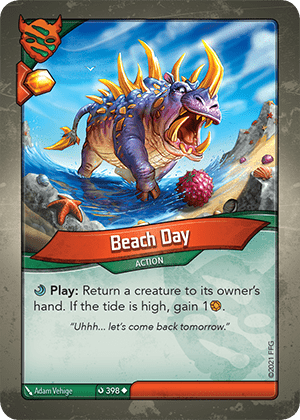 Beach Day
ACTION
Play: Return a creature to its owner's
hand. If the tide is high, gain 1.
"Uhhh... let's come back tomorrow."
Adam Vehige
398
©2021 FFG